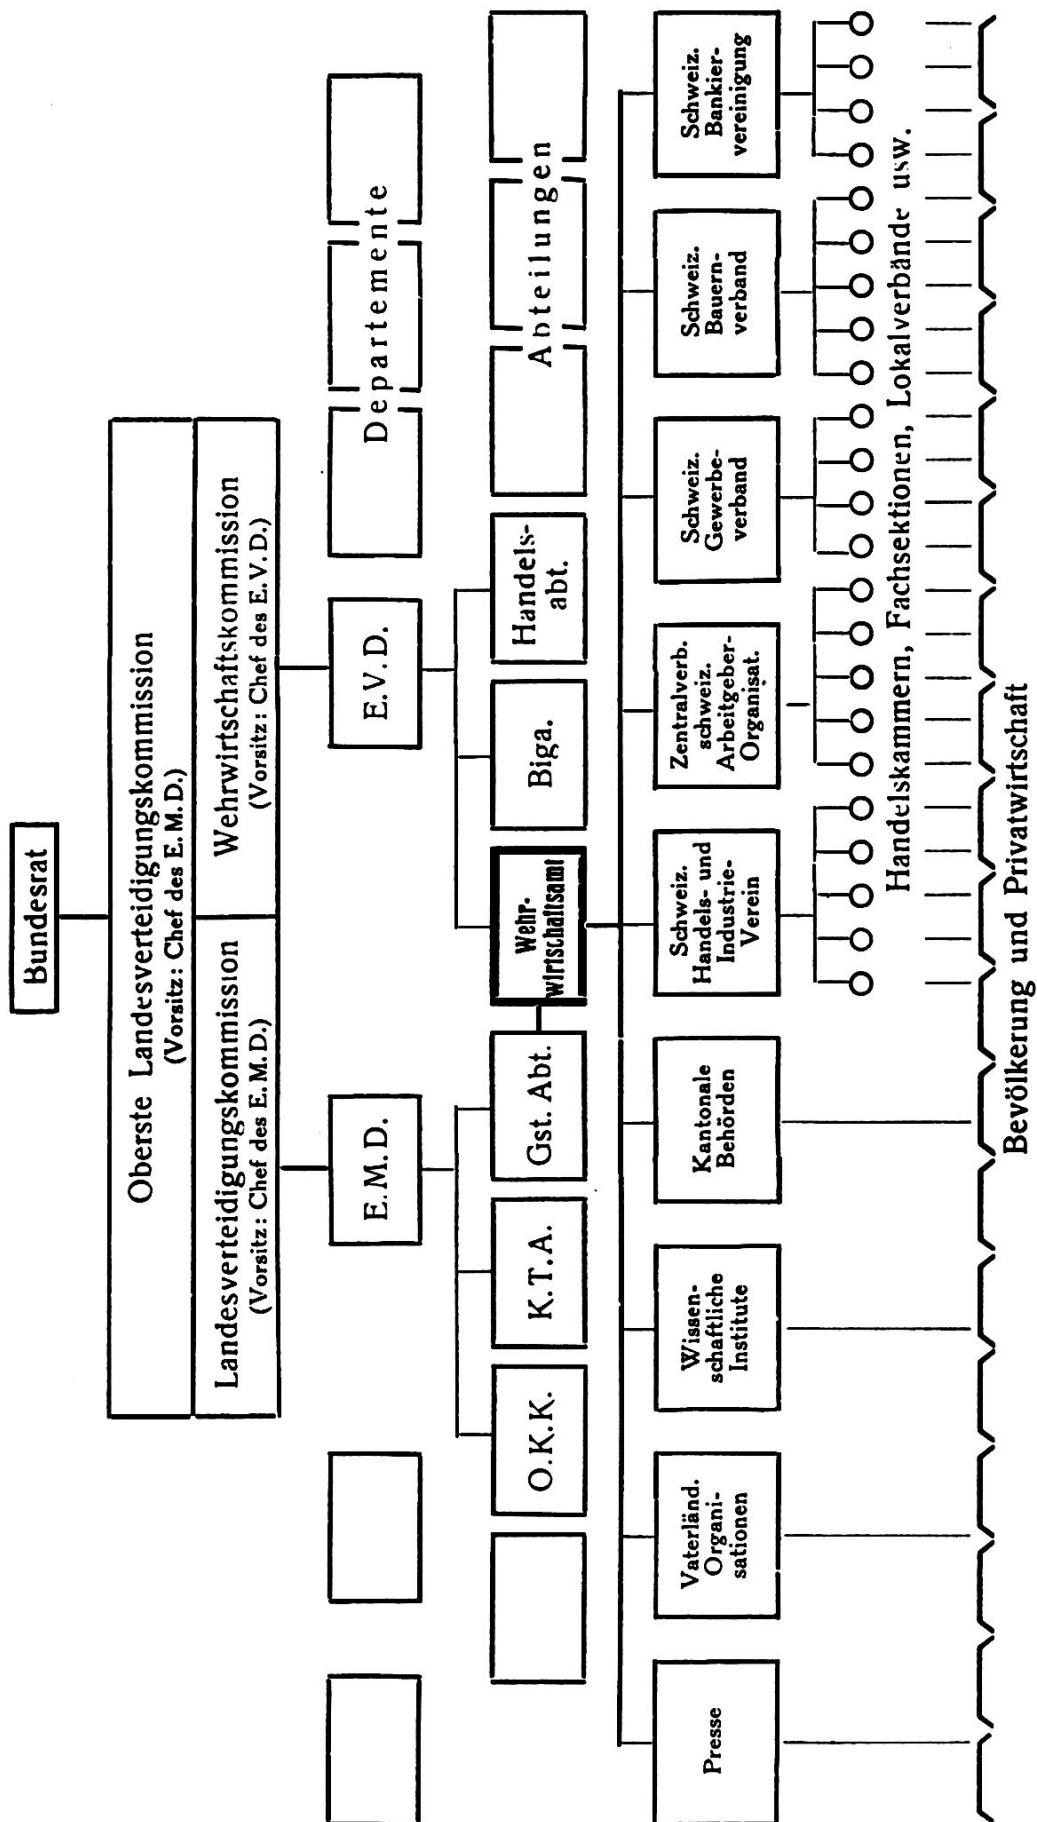 Bundesrat
Oberste Landesverteidigungskommission
(Vorsitz: Chef des E.M.D.)
Landesverteidigungskommission
(Vorsitz: Chef des E.M.D.)
Wehrwirtschaftskommission
(Vorsitz: Chef des E.V.D.)
E.M.D.
E.V.D.
Departemente
O.K.K.
K.T.A.
Gst. Abt.
Wehr-
wirtschaftsamt
Biga.
Handels-
abt.
Abteilungen
Presse
Vaterländ.
Organi-
sationen
Wissen-
schaftliche
Institute
Kantonale
Behörden
Schweiz.
Handels- und
Industrie-
Verein
Zentralverb.
schweiz.
Arbeitgeber-
Organisat.
Schweiz.
Gewerbe-
verband
Schweiz.
Bauern-
verband
Schweiz.
Bankier-
vereinigung
Handelskammern, Fachsektionen, Lokalverbände usw.
Bevölkerung und Privatwirtschaft